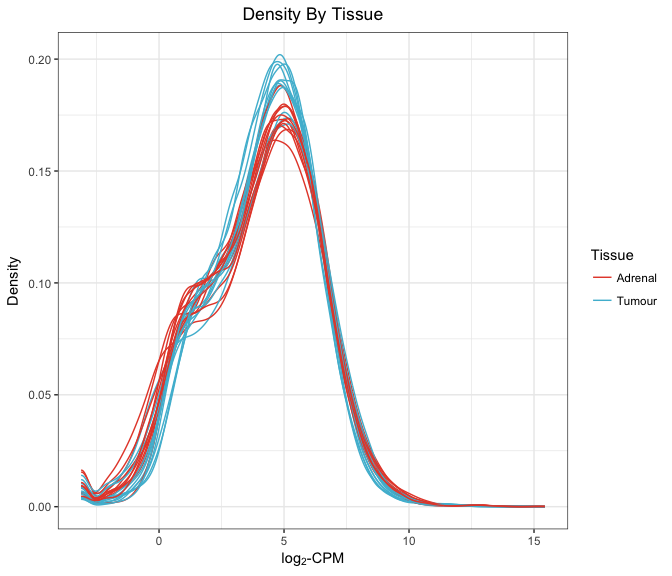 Density By Tissue
0.20
0.15
0.10
0.05
0.00
Density
0 5 10 15
log₂-CPM
Tissue
Adrenal
Tumour